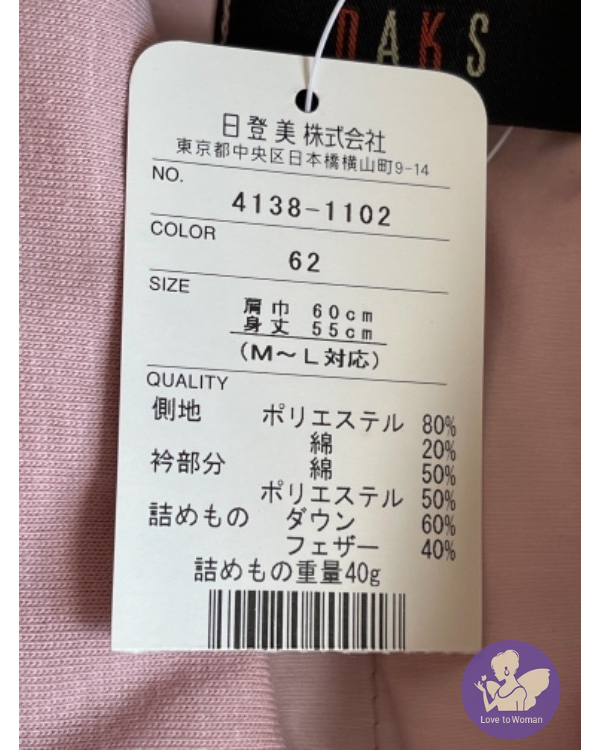 DAKS
日登美株式会社
東京都中央区日本橋横山町9-14
NO.
4138-1102
COLOR
62
SIZE
肩巾 60cm
身丈 55cm
(M～L対応)
QUALITY
側地 ポリエステル 80%
綿 20%
衿部分 綿 50%
ポリエステル 50%
詰めもの ダウン 60%
フェザー 40%
詰めもの重量40g
Love to Woman